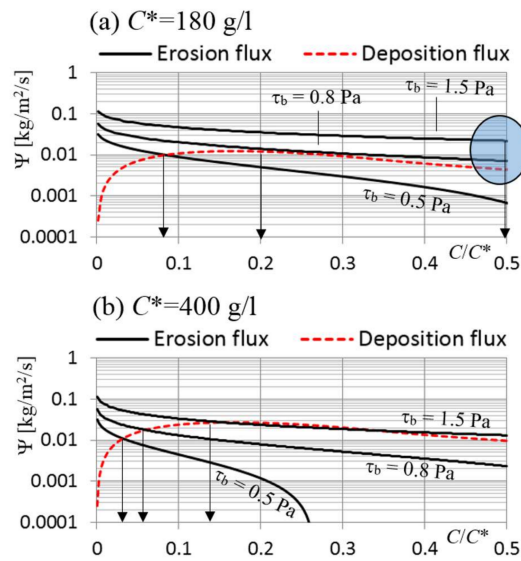 (a) C*=180 g/l
Erosion flux Deposition flux
Ψ [kg/m²/s]
1
0.1
0.01
0.001
0.0001
τb = 0.8 Pa
τb = 1.5 Pa
τb = 0.5 Pa
0 0.1 0.2 0.3 0.4 0.5
C/C*
(b) C*=400 g/l
Erosion flux Deposition flux
Ψ [kg/m²/s]
1
0.1
0.01
0.001
0.0001
τb = 1.5 Pa
τb = 0.8 Pa
τb = 0.5 Pa
C/C*
0 0.1 0.2 0.3 0.4 0.5